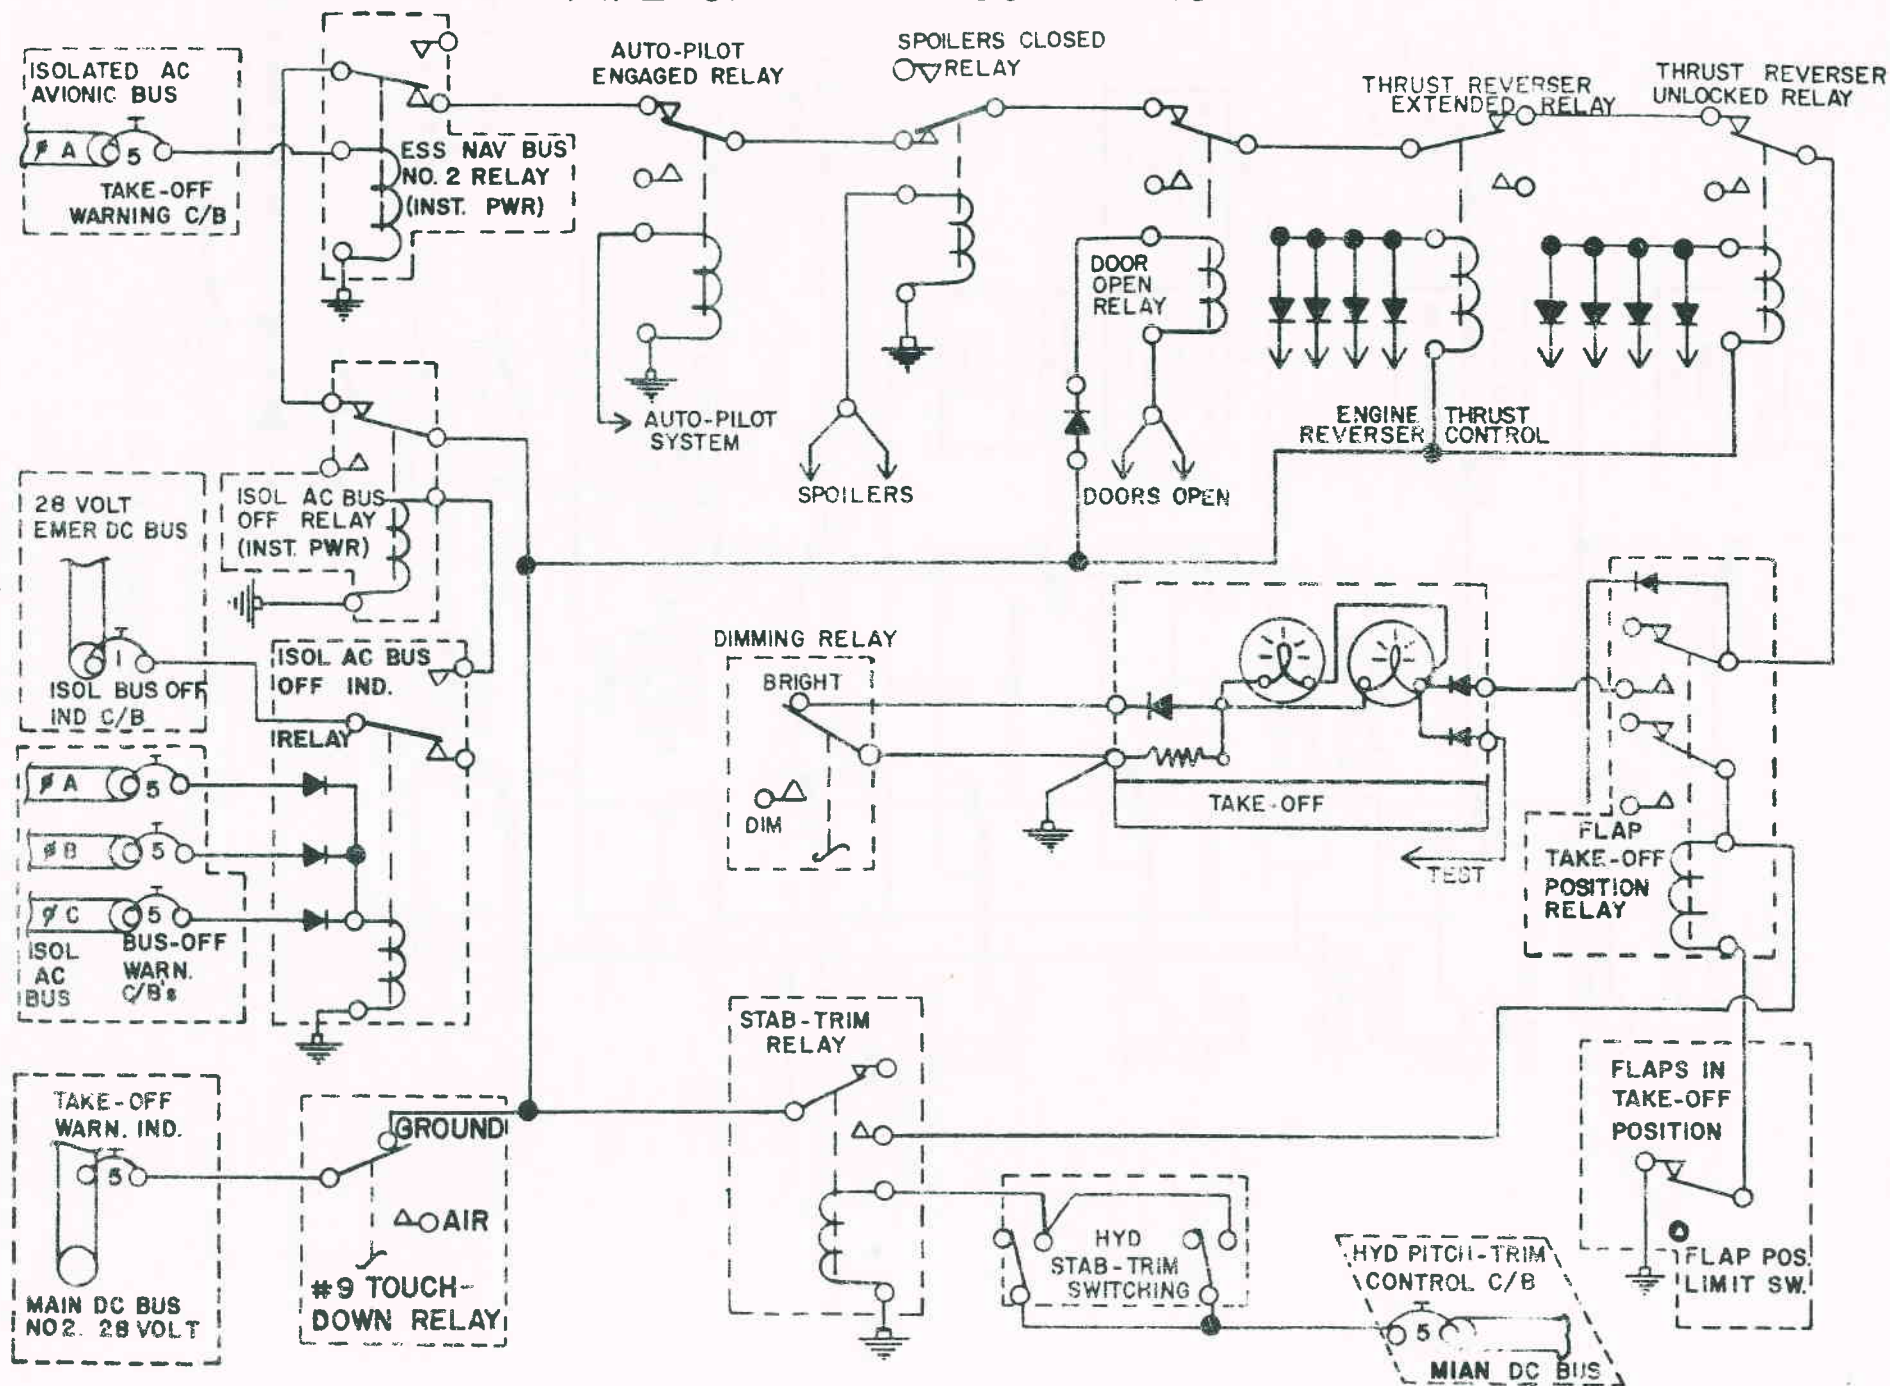 ISOLATED AC
AVIONIC BUS
ø A
5
TAKE-OFF
WARNING C/B
ESS NAV BUS
NO. 2 RELAY
(INST. PWR)
AUTO-PILOT
ENGAGED RELAY
SPOILERS CLOSED
RELAY
THRUST REVERSER
EXTENDED RELAY
THRUST REVERSER
UNLOCKED RELAY
DOOR
OPEN
RELAY
AUTO-PILOT
SYSTEM
SPOILERS
DOORS OPEN
ENGINE THRUST
REVERSER CONTROL
28 VOLT
EMER DC BUS
ISOL BUS OFF
IND C/B
ISOL AC BUS
OFF RELAY
(INST. PWR)
ISOL AC BUS
OFF IND.
RELAY
ø A
5
ø B
5
ø C
5
ISOL
AC
BUS
BUS-OFF
WARN.
C/B's
DIMMING RELAY
BRIGHT
DIM
TAKE-OFF
TEST
FLAP
TAKE-OFF
POSITION
RELAY
TAKE-OFF
WARN. IND.
5
MAIN DC BUS
NO2. 28 VOLT
GROUND
AIR
#9 TOUCH-
DOWN RELAY
STAB-TRIM
RELAY
HYD
STAB-TRIM
SWITCHING
HYD PITCH-TRIM
CONTROL C/B
5
MIAN DC BUS
FLAPS IN
TAKE-OFF
POSITION
FLAP POS.
LIMIT SW.